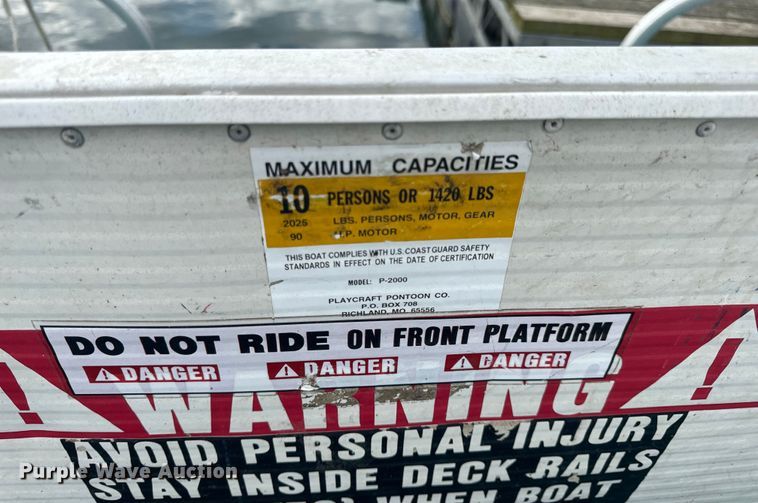 MAXIMUM CAPACITIES
10 PERSONS OR 1420 LBS
2026 LBS. PERSONS, MOTOR, GEAR
90 H.P. MOTOR
THIS BOAT COMPLIES WITH U.S. COAST GUARD SAFETY
STANDARDS IN EFFECT ON THE DATE OF CERTIFICATION
MODEL: P-2000
PLAYCRAFT PONTOON CO.
P.O. BOX 708
RICHLAND, MO. 65556
DO NOT RIDE ON FRONT PLATFORM
DANGER DANGER DANGER
WARNING
AVOID PERSONAL INJURY
STAY INSIDE DECK RAILS
WHEN BOAT
Purple Wave Auction